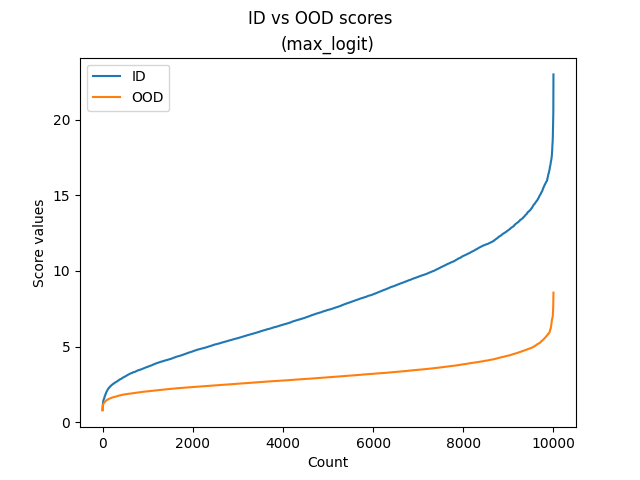 ID vs OOD scores
(max_logit)
ID
OOD
Score values
20
15
10
5
0
0
2000
4000
6000
8000
10000
Count